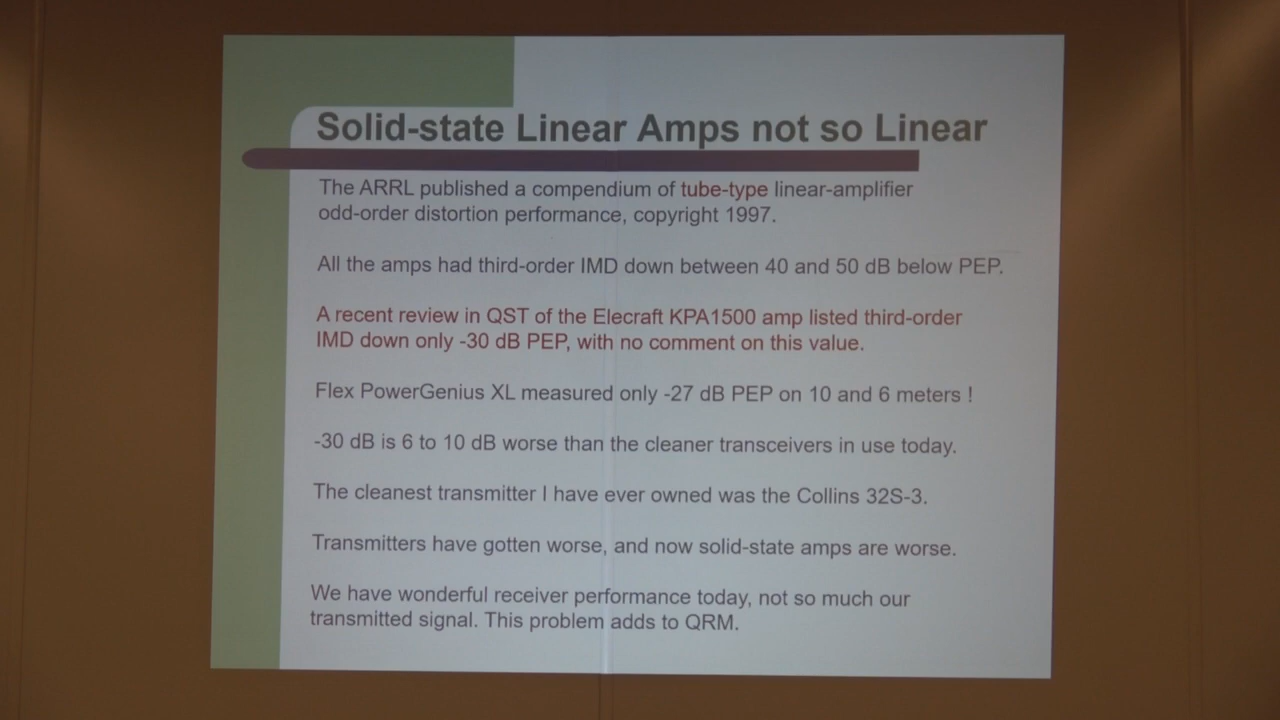 Solid-state Linear Amps not so Linear
The ARRL published a compendium of tube-type linear-amplifier
odd-order distortion performance, copyright 1997.
All the amps had third-order IMD down between 40 and 50 dB below PEP.
A recent review in QST of the Elecraft KPA1500 amp listed third-order
IMD down only -30 dB PEP, with no comment on this value.
Flex PowerGenius XL measured only -27 dB PEP on 10 and 6 meters !
-30 dB is 6 to 10 dB worse than the cleaner transceivers in use today.
The cleanest transmitter I have ever owned was the Collins 32S-3.
Transmitters have gotten worse, and now solid-state amps are worse.
We have wonderful receiver performance today, not so much our
transmitted signal. This problem adds to QRM.